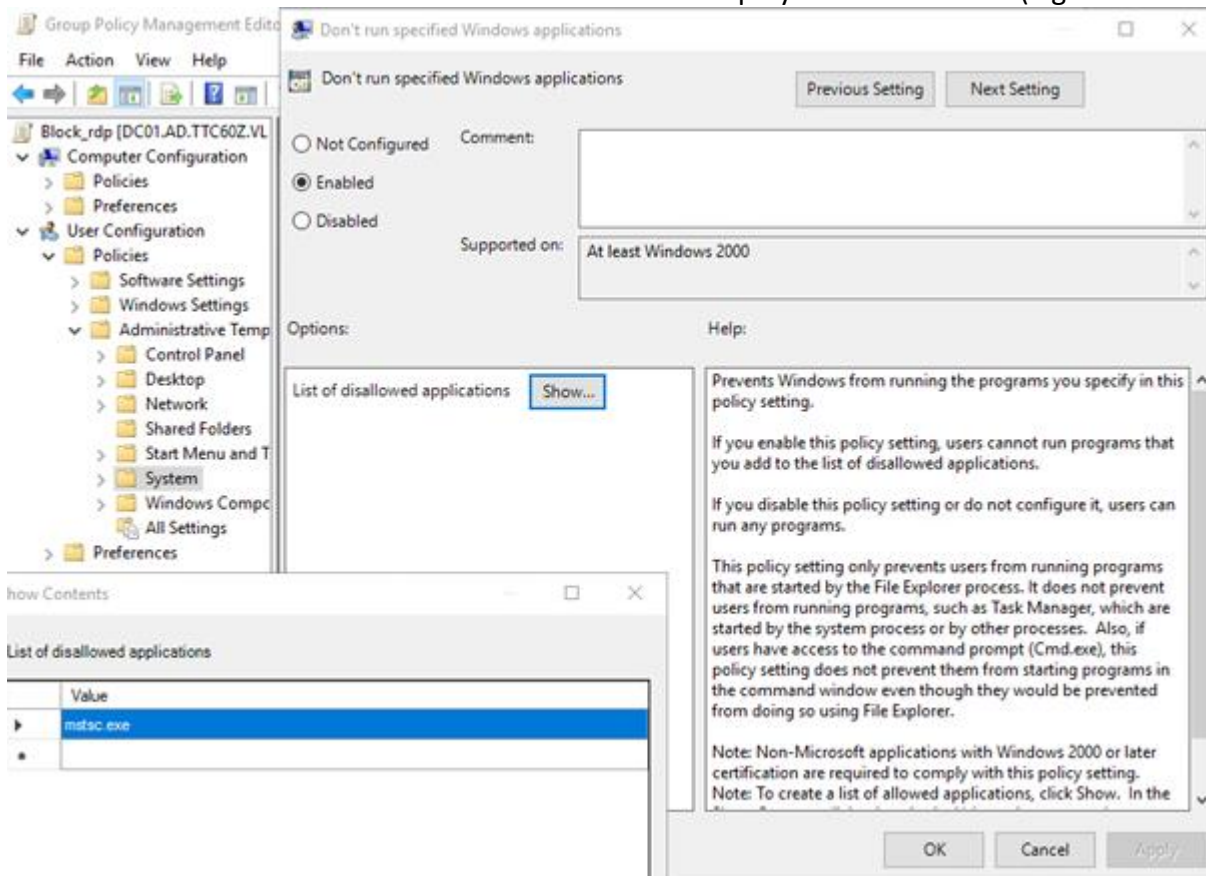 Group Policy Management Edito
File Action View Help
Block_rdp [DC01.AD.TTC60Z.VL
Computer Configuration
Policies
Preferences
User Configuration
Policies
Software Settings
Windows Settings
Administrative Temp
Control Panel
Desktop
Network
Shared Folders
Start Menu and T
System
Windows Compo
All Settings
Preferences
Don't run specified Windows applications
Don't run specified Windows applications
Previous Setting
Next Setting
Not Configured
Enabled
Disabled
Comment:
Supported on:
At least Windows 2000
Options:
Help:
List of disallowed applications
Show...
Prevents Windows from running the programs you specify in this
policy setting.
If you enable this policy setting, users cannot run programs that
you add to the list of disallowed applications.
If you disable this policy setting or do not configure it, users can
run any programs.
This policy setting only prevents users from running programs
that are started by the File Explorer process. It does not prevent
users from running programs, such as Task Manager, which are
started by the system process or by other processes. Also, if
users have access to the command prompt (Cmd.exe), this
policy setting does not prevent them from starting programs in
the command window even though they would be prevented
from doing so using File Explorer.
Note: Non-Microsoft applications with Windows 2000 or later
certification are required to comply with this policy setting.
Note: To create a list of allowed applications, click Show. In the
how Contents
List of disallowed applications
Value
mstsc.exe
OK
Cancel
Apply